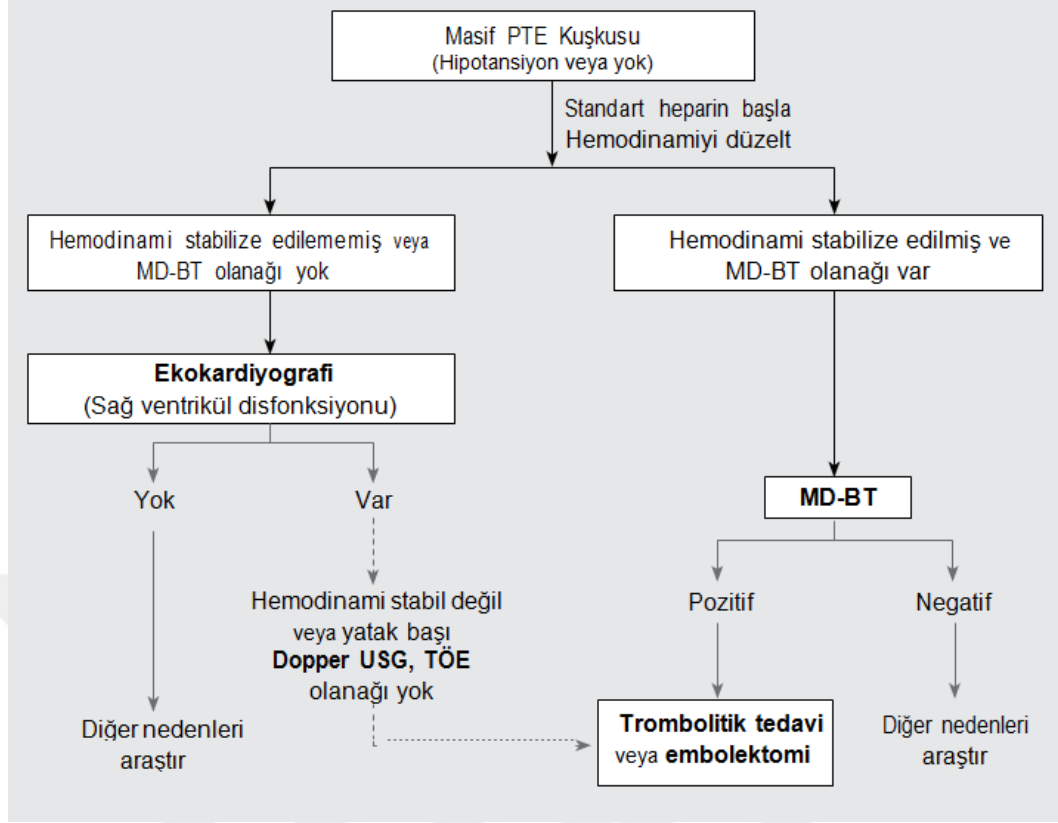 Masif PTE Kuşkusu
(Hipotansiyon veya yok)
Standart heparin başla
Hemodinamiyi düzelt
Hemodinami stabilize edilememiş veya
MD-BT olanağı yok
Hemodinami stabilize edilmiş ve
MD-BT olanağı var
Ekokardiyografi
(Sağ ventrikül disfonksiyonu)
Yok
Var
MD-BT
Hemodinami stabil değil
veya yatak başı
Dopper USG, TÖE
olanağı yok
Pozitif
Negatif
Diğer nedenleri
araştır
Trombolitik tedavi
veya embolektomi
Diğer nedenleri
araştır